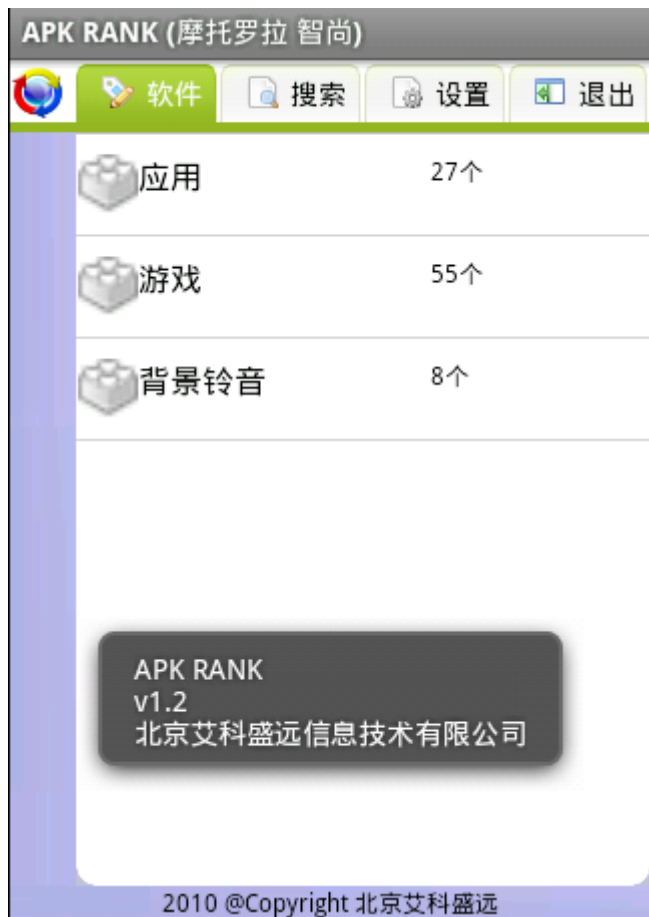 APK RANK (摩托罗拉 智尚)
软件 搜索 设置 退出
应用 27个
游戏 55个
背景铃音 8个
APK RANK
v1.2
北京艾科盛远信息技术有限公司
2010 @Copyright 北京艾科盛远